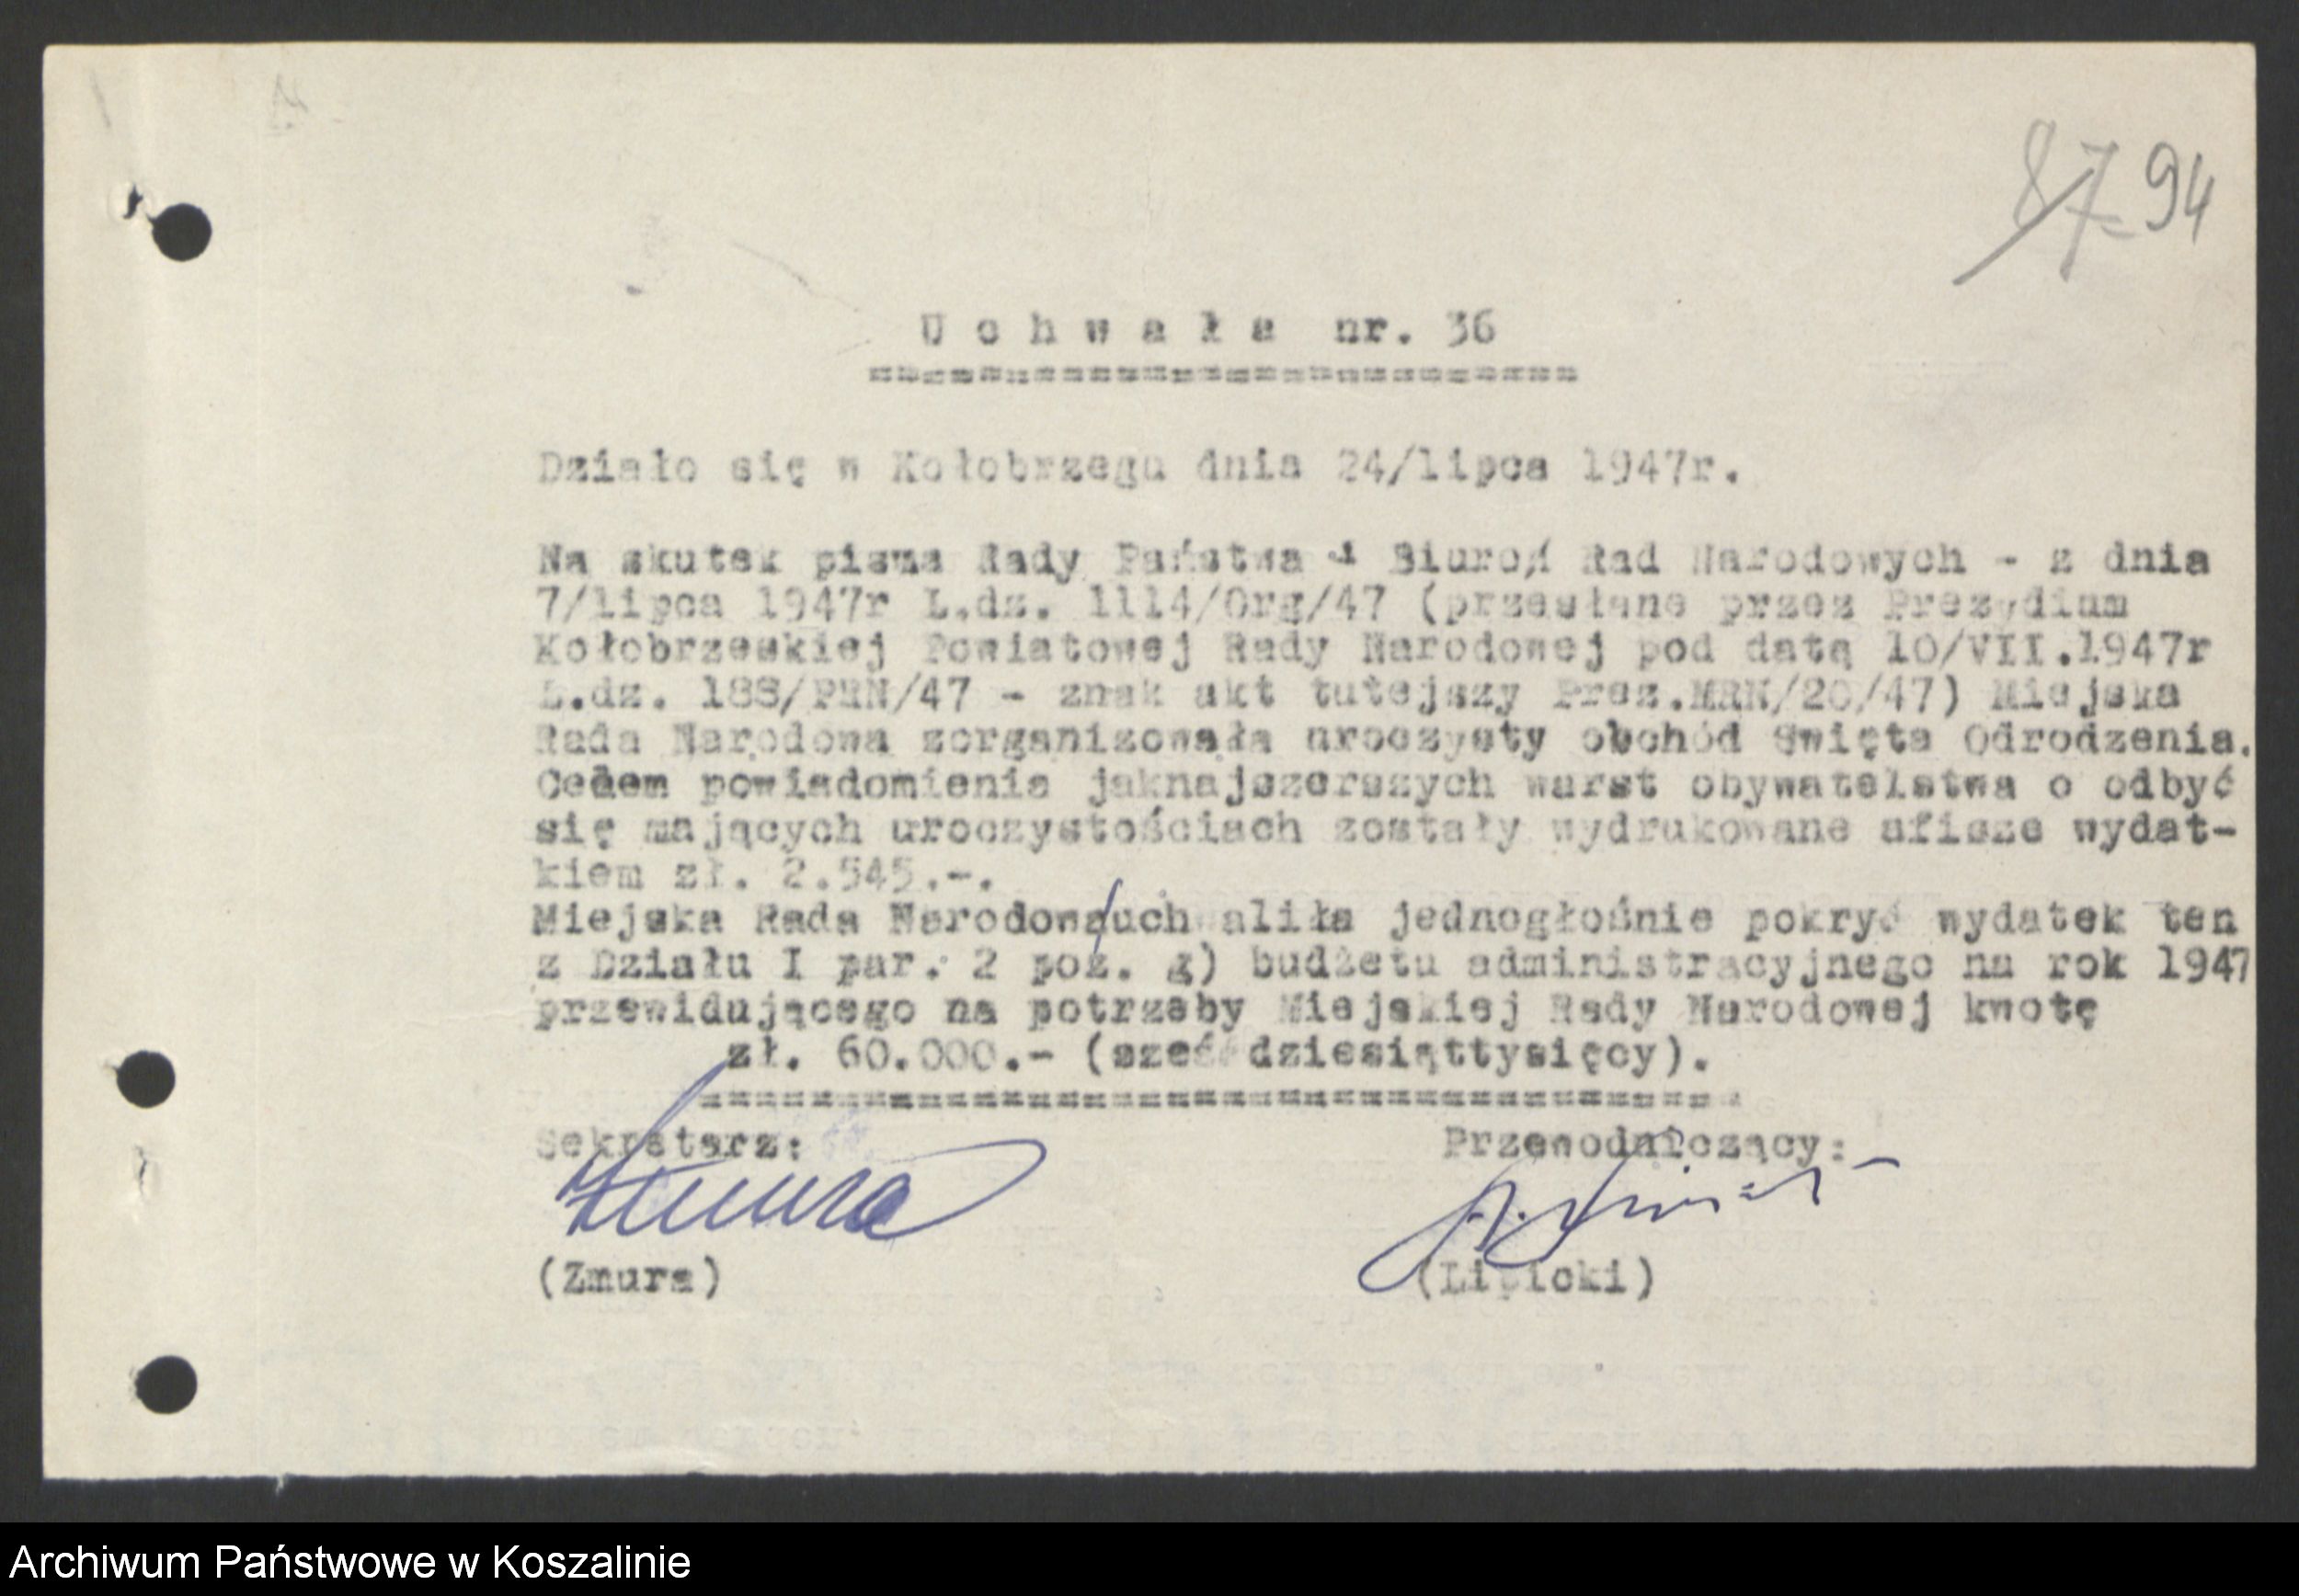 87 94
Uchwała nr. 36
Działo się w Kołobrzegu dnia 24/lipca 1947r.
Na skutek pisma Rady Państwa i Biuro Rad Narodowych - z dnia
7/lipca 1947r L.dz. 1114/Org/47 (przesłane przez Prezydium
Kołobrzeskiej Powiatowej Rady Narodowej pod datą 10/VII.1947r
L.dz. 188/PRN/47 - znak akt tutejszy Prez.MRN/20/47) Miejska
Rada Narodowa zorganizowała uroczysty obchód Święta Odrodzenia.
Celem powiadomienia jaknajszerszych warst obywatelstwa o odbyć
się mających uroczystościach zostały wydrukowane afisze wydat-
kiem zł. 2.545.-.
Miejska Rada Narodowa/uchwaliła jednogłośnie pokryć wydatek ten
z Działu I par. 2 poz. g) budżetu administracyjnego na rok 1947
przewidującego na potrzeby Miejskiej Rady Narodowej kwotę
zł. 60.000.- (sześćdziesiąttysięcy).
Sekretarz: Przewodniczący:
Zmura
(Zmura) (Lipicki)
Archiwum Państwowe w Koszalinie